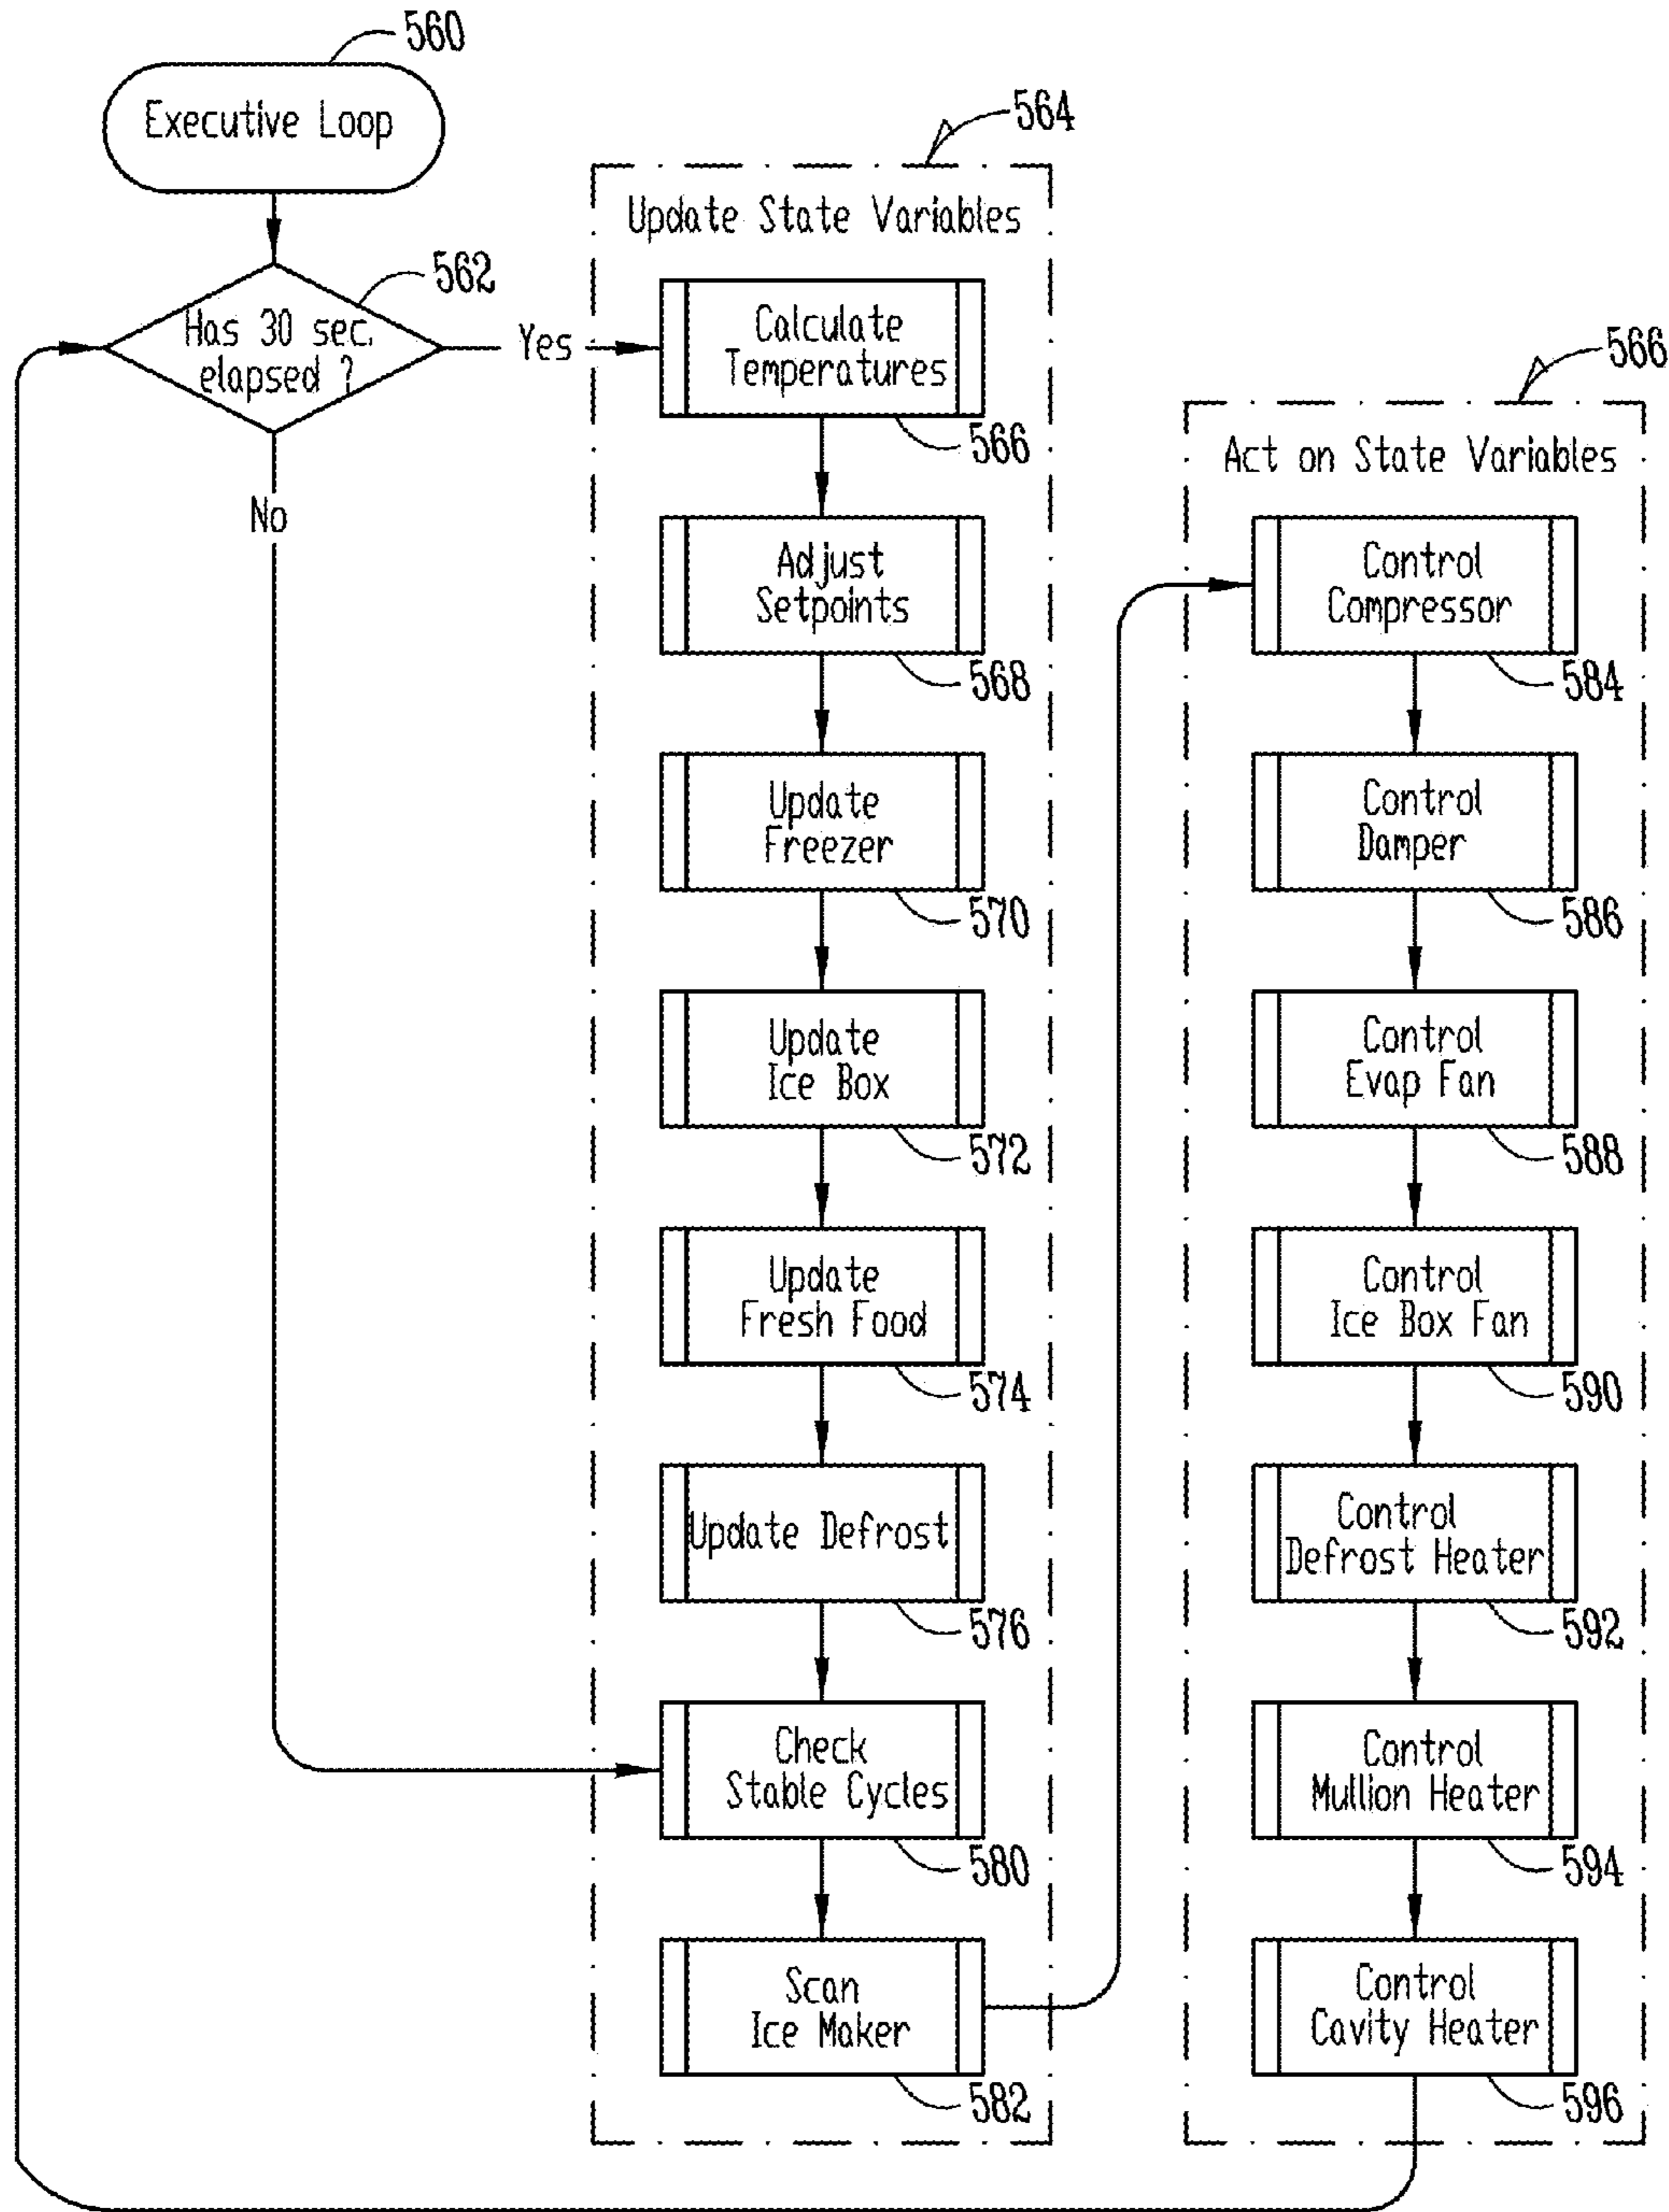 560
Executive Loop
562
Has 30 sec.
elapsed ?
Yes
No
564
Update State Variables
Calculate
Temperatures
566
Adjust
Setpoints
568
Update
Freezer
570
Update
Ice Box
572
Update
Fresh Food
574
Update Defrost
576
Check
Stable Cycles
580
Scan
Ice Maker
582
566
Act on State Variables
Control
Compressor
584
Control
Damper
586
Control
Evap Fan
588
Control
Ice Box Fan
590
Control
Defrost Heater
592
Control
Mullion Heater
594
Control
Cavity Heater
596